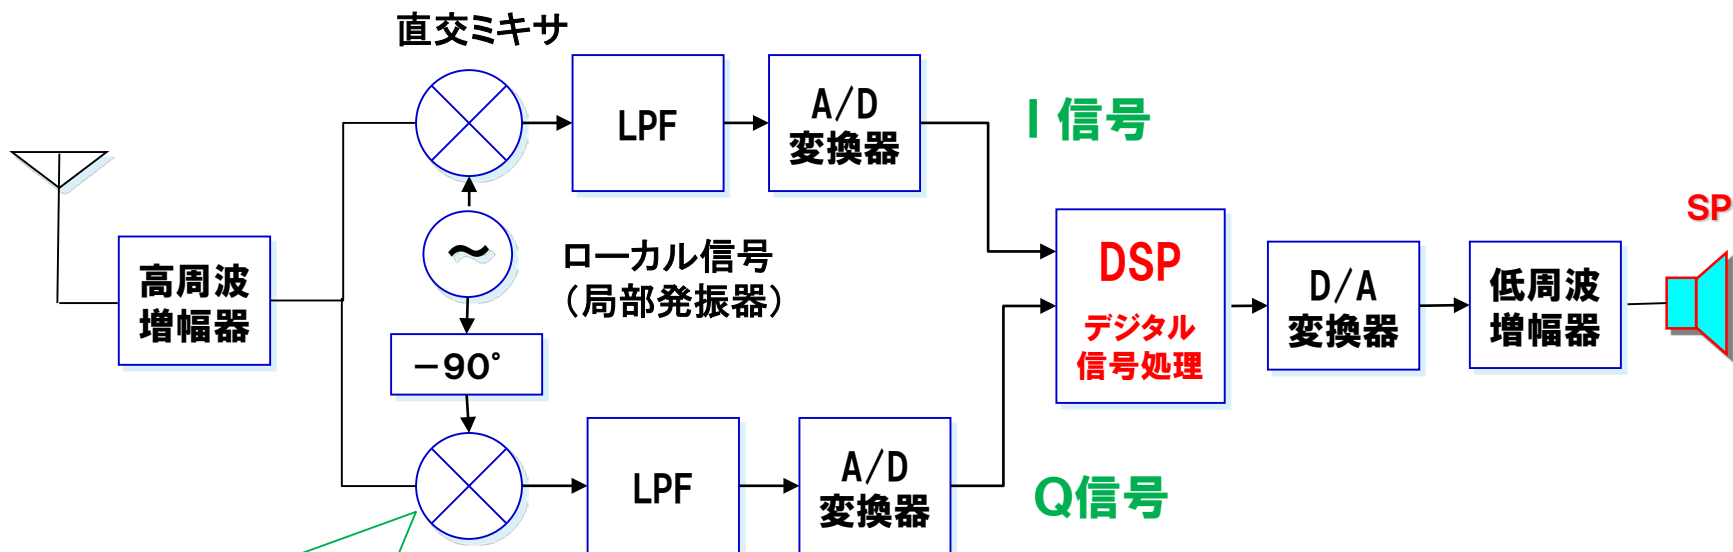 直交ミキサ
LPF
A/D
変換器
I 信号
高周波
増幅器
～
ローカル信号
（局部発振器）
－90°
DSP
デジタル
信号処理
D/A
変換器
低周波
増幅器
SP
LPF
A/D
変換器
Q信号